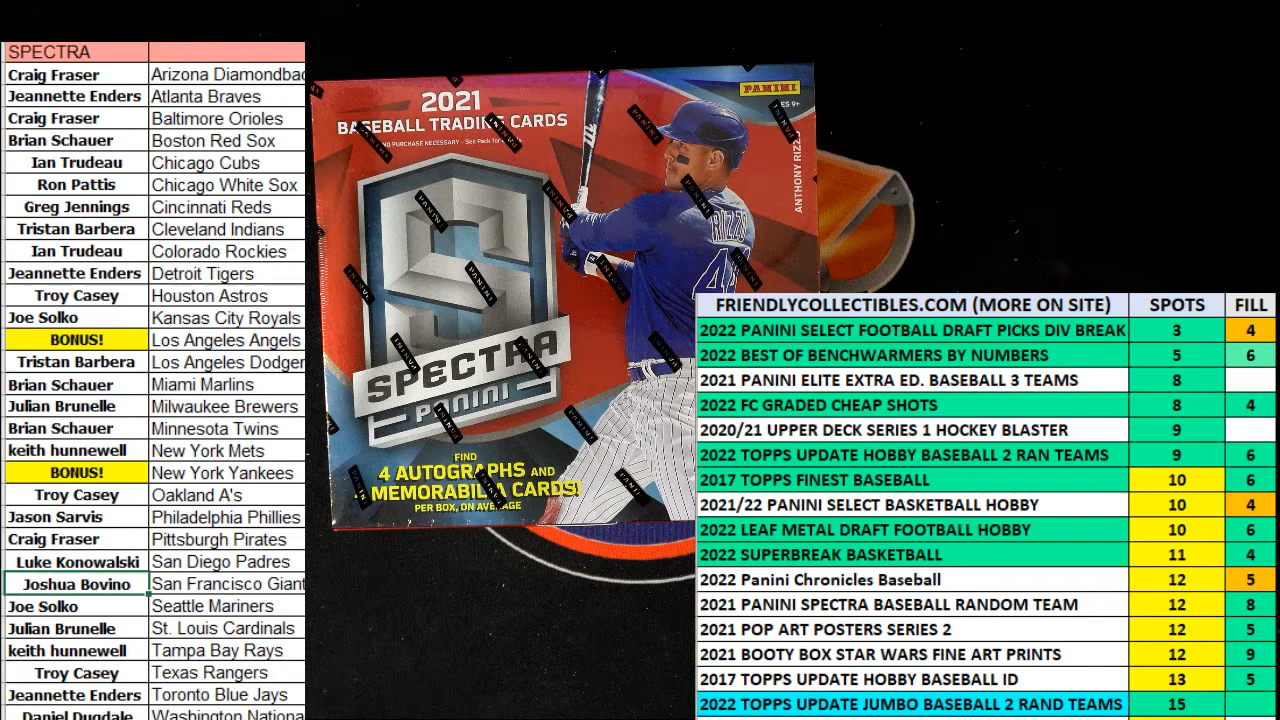 SPECTRA
Craig Fraser Arizona Diamondbac
Jeannette Enders Atlanta Braves
Craig Fraser Baltimore Orioles
Brian Schauer Boston Red Sox
Ian Trudeau Chicago Cubs
Ron Pattis Chicago White Sox
Greg Jennings Cincinnati Reds
Tristan Barbera Cleveland Indians
Ian Trudeau Colorado Rockies
Jeannette Enders Detroit Tigers
Troy Casey Houston Astros
Joe Solko Kansas City Royals
BONUS! Los Angeles Angels
Tristan Barbera Los Angeles Dodger
Brian Schauer Miami Marlins
Julian Brunelle Milwaukee Brewers
Brian Schauer Minnesota Twins
keith hunnewell New York Mets
BONUS! New York Yankees
Troy Casey Oakland A's
Jason Sarvis Philadelphia Phillies
Craig Fraser Pittsburgh Pirates
Luke Konowalski San Diego Padres
Joshua Bovino San Francisco Giant
Joe Solko Seattle Mariners
Julian Brunelle St. Louis Cardinals
keith hunnewell Tampa Bay Rays
Troy Casey Texas Rangers
Jeannette Enders Toronto Blue Jays
Daniel Dugdale Washington Nationa
2021
BASEBALL TRADING CARDS
NO PURCHASE NECESSARY - See Pack for
PANINI
AGES 9+
ANTHONY RIZZO
RIZZO
4
S
SPECTRA
PANINI
FIND
4 AUTOGRAPHS AND
MEMORABILIA CARDS!
PER BOX, ON AVERAGE
FRIENDLYCOLLECTIBLES.COM (MORE ON SITE) SPOTS FILL
2022 PANINI SELECT FOOTBALL DRAFT PICKS DIV BREAK 3 4
2022 BEST OF BENCHWARMERS BY NUMBERS 5 6
2021 PANINI ELITE EXTRA ED. BASEBALL 3 TEAMS 8
2022 FC GRADED CHEAP SHOTS 8 4
2020/21 UPPER DECK SERIES 1 HOCKEY BLASTER 9
2022 TOPPS UPDATE HOBBY BASEBALL 2 RAN TEAMS 9 6
2017 TOPPS FINEST BASEBALL 10 6
2021/22 PANINI SELECT BASKETBALL HOBBY 10 4
2022 LEAF METAL DRAFT FOOTBALL HOBBY 10 6
2022 SUPERBREAK BASKETBALL 11 4
2022 Panini Chronicles Baseball 12 5
2021 PANINI SPECTRA BASEBALL RANDOM TEAM 12 8
2021 POP ART POSTERS SERIES 2 12 5
2021 BOOTY BOX STAR WARS FINE ART PRINTS 12 9
2017 TOPPS UPDATE HOBBY BASEBALL ID 13 5
2022 TOPPS UPDATE JUMBO BASEBALL 2 RAND TEAMS 15